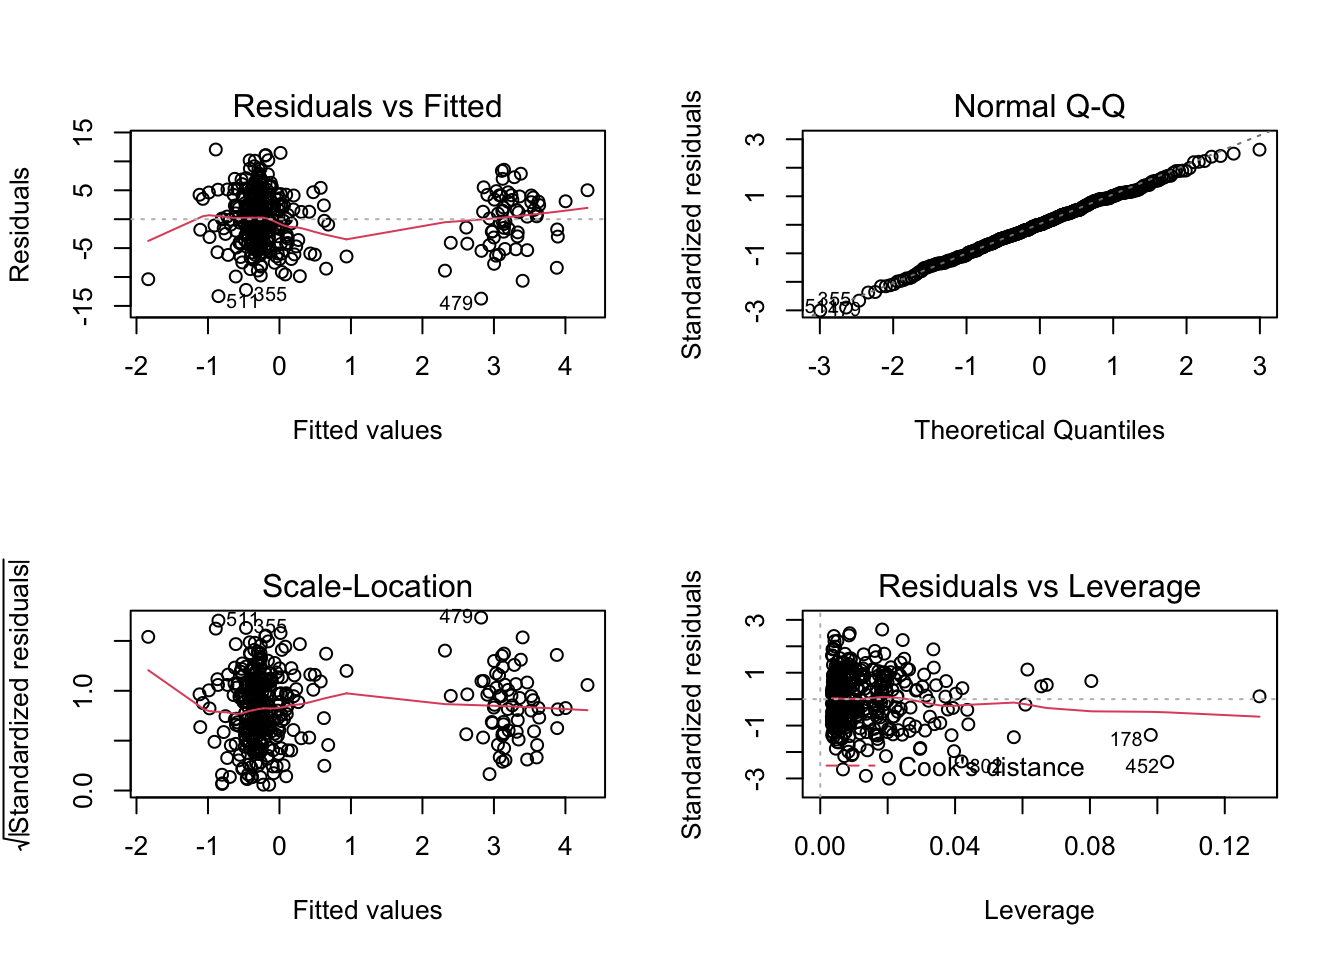 Residuals vs Fitted
Residuals
15
5
-5
-15
511
355
479
-2 -1 0 1 2 3 4
Fitted values
Normal Q-Q
Standardized residuals
3
1
-1
-3
355
511
479
-3 -2 -1 0 1 2 3
Theoretical Quantiles
Scale-Location
√|Standardized residuals|
1.0
0.0
511
355
479
-2 -1 0 1 2 3 4
Fitted values
Residuals vs Leverage
Standardized residuals
3
1
-1
-3
178
452
Cook's distance
0.00 0.04 0.08 0.12
Leverage